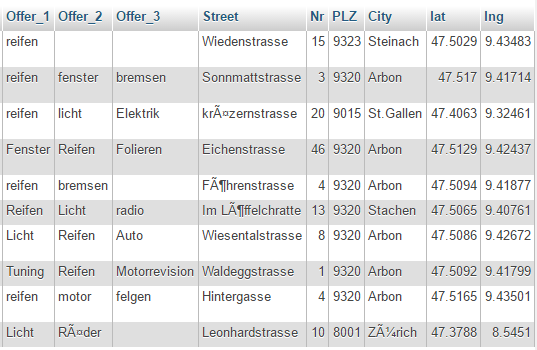 Offer_1 Offer_2 Offer_3 Street Nr PLZ City lat lng
reifen Wiedenstrasse 15 9323 Steinach 47.5029 9.43483
reifen fenster bremsen Sonnmattstrasse 3 9320 Arbon 47.517 9.41714
reifen licht Elektrik krÃ¤zernstrasse 20 9015 St.Gallen 47.4063 9.32461
Fenster Reifen Folieren Eichenstrasse 46 9320 Arbon 47.5129 9.42437
reifen bremsen FÃ¶hrenstrasse 4 9320 Arbon 47.5094 9.41877
Reifen Licht radio Im LÃ¶ffelchratte 13 9320 Stachen 47.5065 9.40761
Licht Reifen Auto Wiesentalstrasse 8 9320 Arbon 47.5086 9.42672
Tuning Reifen Motorrevision Waldeggstrasse 1 9320 Arbon 47.5092 9.41799
reifen motor felgen Hintergasse 4 9320 Arbon 47.5165 9.43501
Licht RÃ¤der Leonhardstrasse 10 8001 ZÃ¼rich 47.3788 8.5451